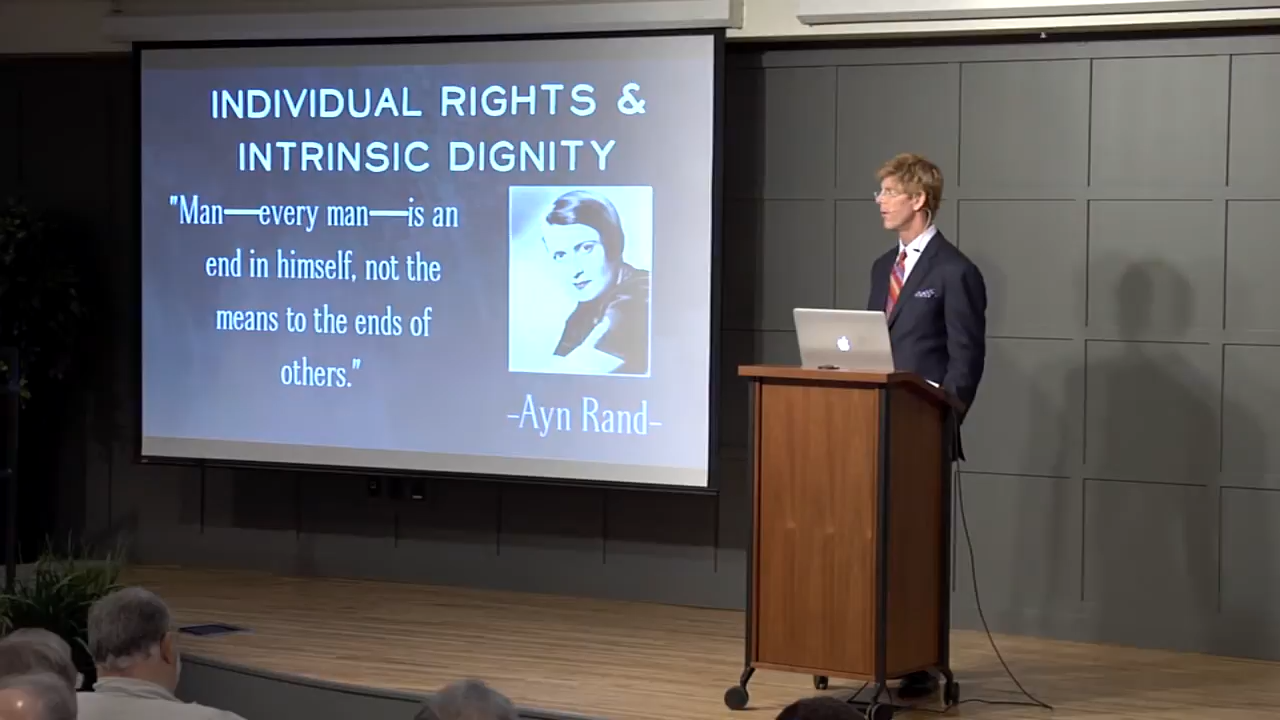 INDIVIDUAL RIGHTS &
INTRINSIC DIGNITY
"Man—every man—is an
end in himself, not the
means to the ends of
others."
-Ayn Rand-